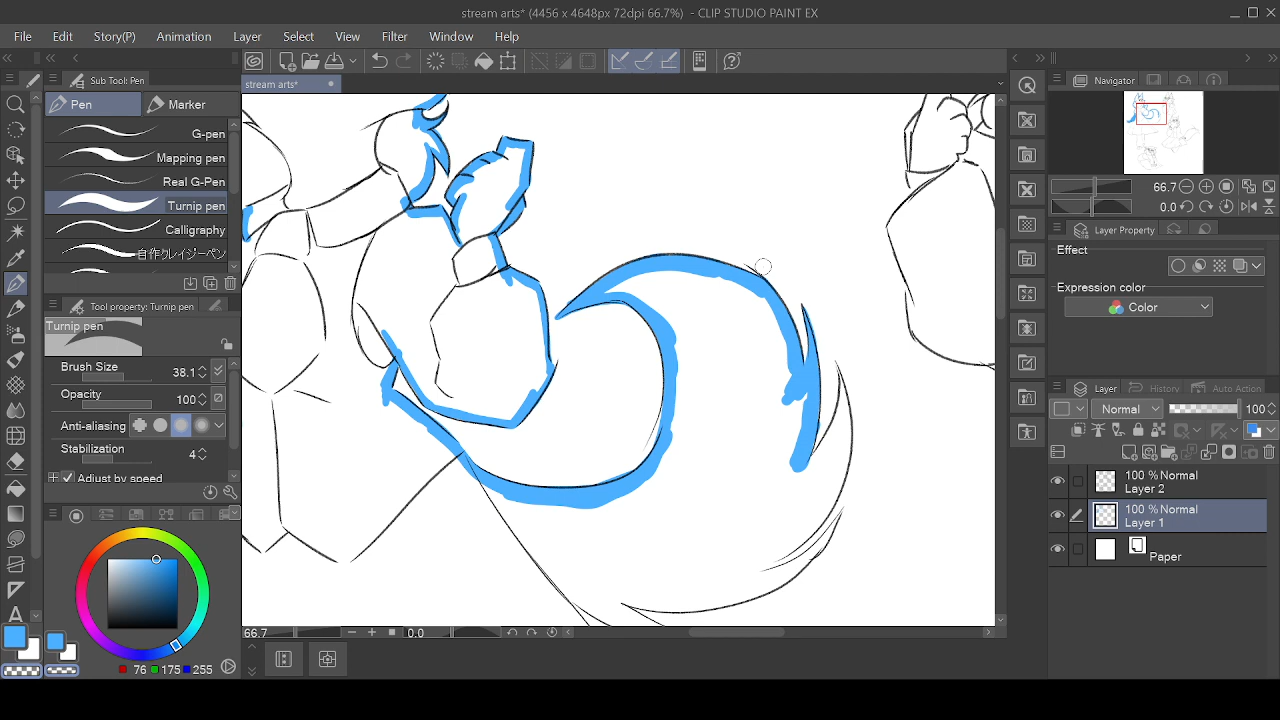 stream arts* (4456 x 4648px 72dpi 66.7%) - CLIP STUDIO PAINT EX
File Edit Story(P) Animation Layer Select View Filter Window Help
Sub Tool: Pen
stream arts*
Navigator
Pen Marker
G-pen
Mapping pen
Real G-Pen
Turnip pen
Calligraphy
自作クレイジーペン
66.7
0.0
Layer Property
Effect
Expression color
Color
Tool property: Turnip pen
Turnip pen
Brush Size 38.1
Opacity 100
Anti-aliasing
Stabilization 4
Adjust by speed
Layer History Auto Action
Normal 100
100 % Normal
Layer 2
100 % Normal
Layer 1
Paper
A
66.7 0.0
76 175 255